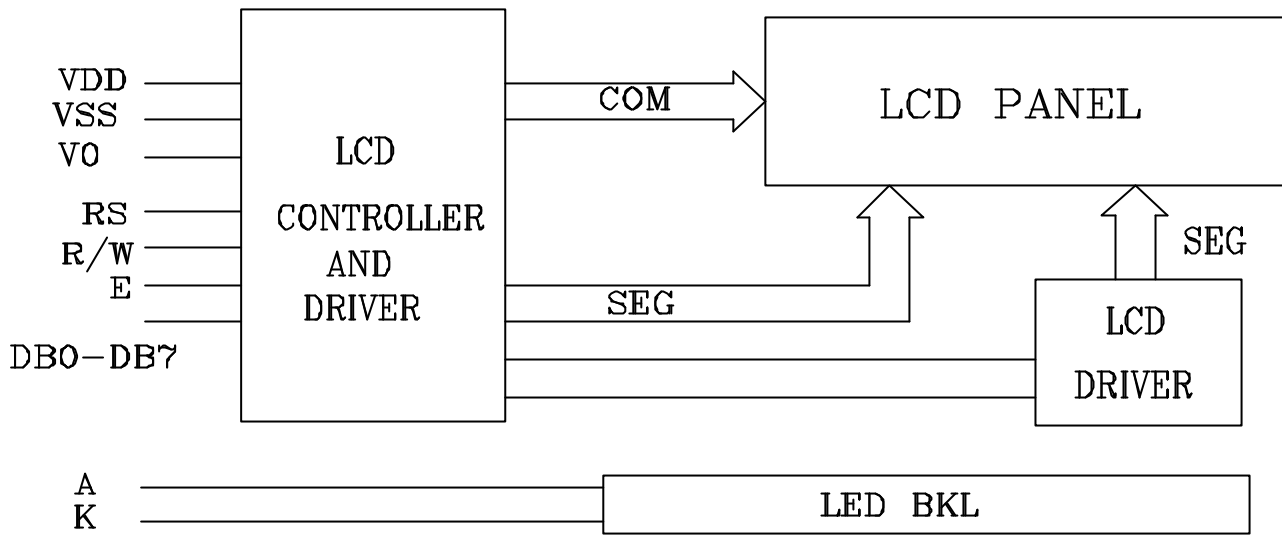 VDD
VSS
V0
RS
R/W
E
DB0-DB7
LCD
CONTROLLER
AND
DRIVER
COM
SEG
LCD PANEL
SEG
LCD
DRIVER
A
K
LED BKL